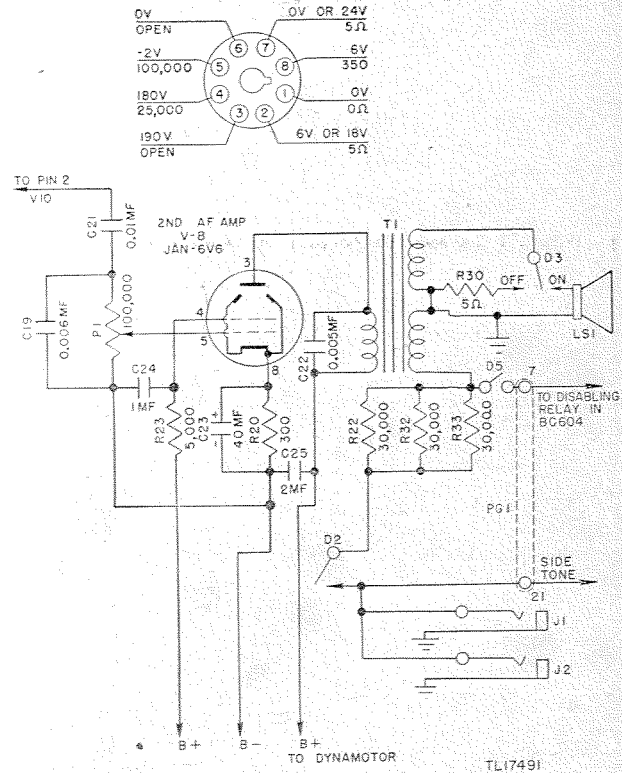 0V
OPEN
0V OR 24V
5Ω
-2V
100,000
6V
350
180V
25,000
0V
0Ω
190V
OPEN
6V OR 18V
5Ω
6
7
5
8
4
1
3
2
TO PIN 2
V10
C21
0.01MF
2ND AF AMP
V-8
JAN-6V6
3
4
5
8
T1
D3
R30
5Ω
OFF
ON
LS1
C19
0.006MF
P1
100,000
C22
0.005MF
C24
1MF
R23
5,000
C23
+
40MF
R20
300
C25
2MF
R22
30,000
R32
30,000
R33
30,000
D5
7
TO DISABLING
RELAY IN
BC604
PG1
D2
SIDE
TONE
21
J1
J2
B+
B-
B+
TO DYNAMOTOR
TL17491